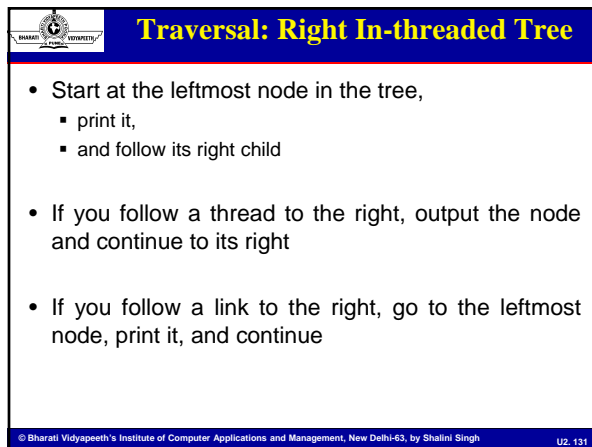 BHARATI
VIDYAPEETH
PUNE
Traversal: Right In-threaded Tree
• Start at the leftmost node in the tree,
▪ print it,
▪ and follow its right child
• If you follow a thread to the right, output the node
and continue to its right
• If you follow a link to the right, go to the leftmost
node, print it, and continue
© Bharati Vidyapeeth's Institute of Computer Applications and Management, New Delhi-63, by Shalini Singh
U2. 131